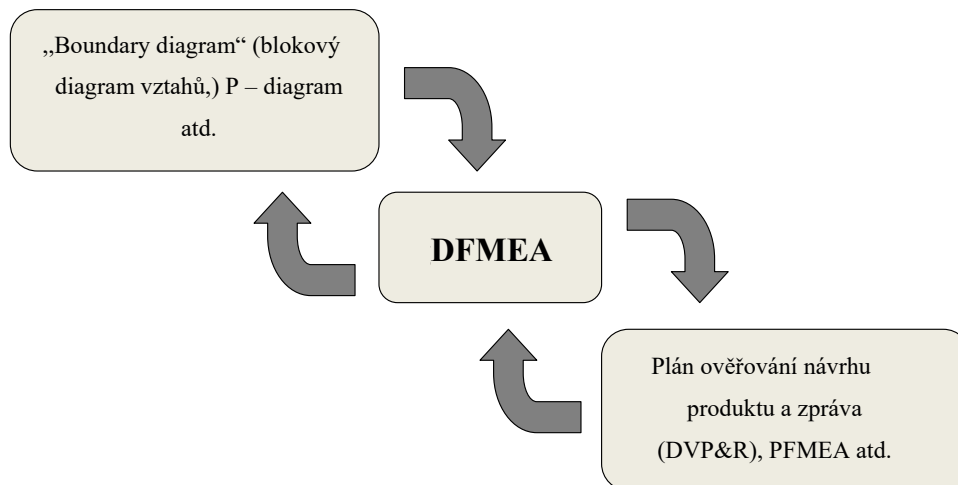 ,,Boundary diagram“ (blokový
diagram vztahů,) P – diagram
atd.
DFMEA
Plán ověřování návrhu
produktu a zpráva
(DVP&R), PFMEA atd.